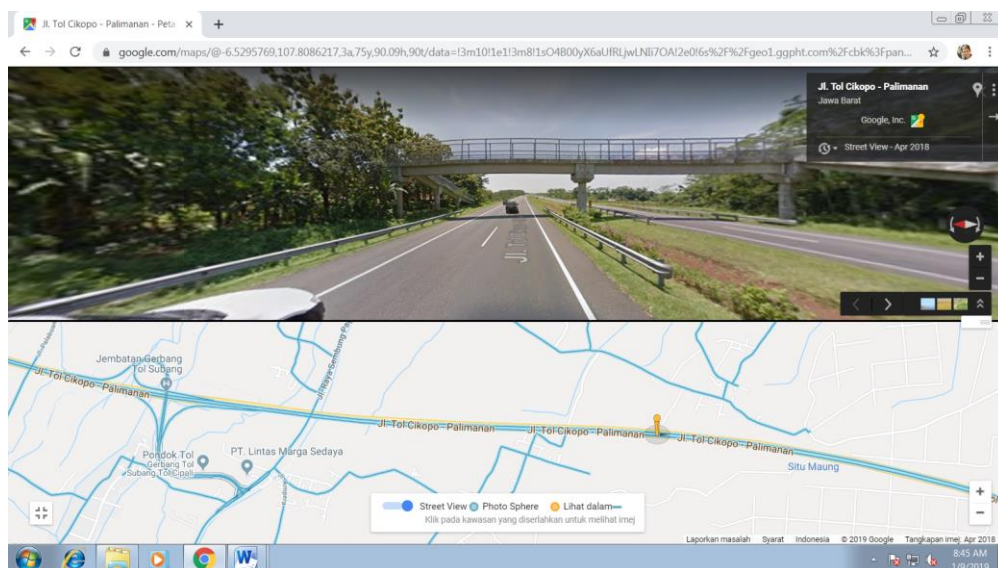 Jl. Tol Cikopo - Palimanan - Peta
google.com/maps/@-6.5295769,107.8086217,3a,75y,90.09h,90t/data=!3m10!1e1!3m8!1sO4B00yX6aUfRLjwLNIi7OA!2e0!6s%2F%2Fgeo1.ggpht.com%2Fcbk%3Fpan...
Jl. Tol Cikopo - Palimanan
Jawa Barat
Google, Inc.
Street View - Apr 2018
Jembatan Gerbang
Tol Subang
Jl. Tol Cikopo - Palimanan
Jl. Tol Cikopo - Palimanan
Jl. Tol Cikopo - Palimanan
Jl. Tol Cikopo - Palimanan
Pondok Tol
Gerbang Tol
Subang Tol Cipali
PT. Lintas Marga Sedaya
Situ Maung
Street View Photo Sphere Lihat dalam
Klik pada kawasan yang diserlahkan untuk melihat imej
Laporkan masalah Syarat Indonesia © 2019 Google Tangkapan imej: Apr 2018
8:45 AM
1/9/2019